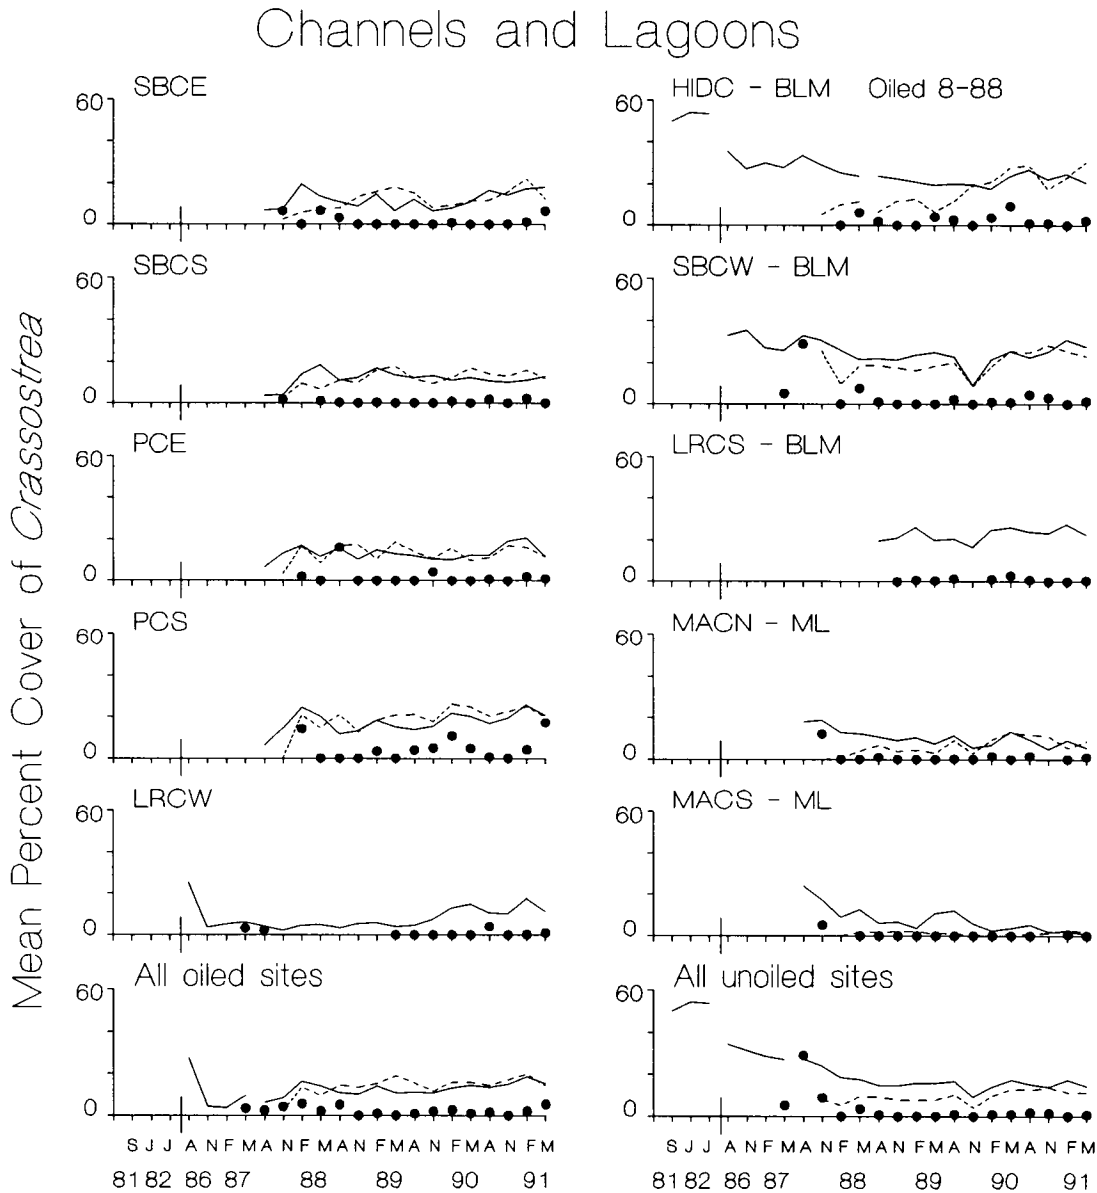 Channels and Lagoons
Mean Percent Cover of Crassostrea
SBCE
60
0
HIDC - BLM Oiled 8-88
60
0
SBCS
60
0
SBCW - BLM
60
0
PCE
60
0
LRCS - BLM
60
0
PCS
60
0
MACN - ML
60
0
LRCW
60
0
MACS - ML
60
0
All oiled sites
60
0
All unoiled sites
60
0
S J J A N F M A N F M A N F M A N F M A N F M
81 82 86 87 88 89 90 91
S J J A N F M A N F M A N F M A N F M A N F M
81 82 86 87 88 89 90 91